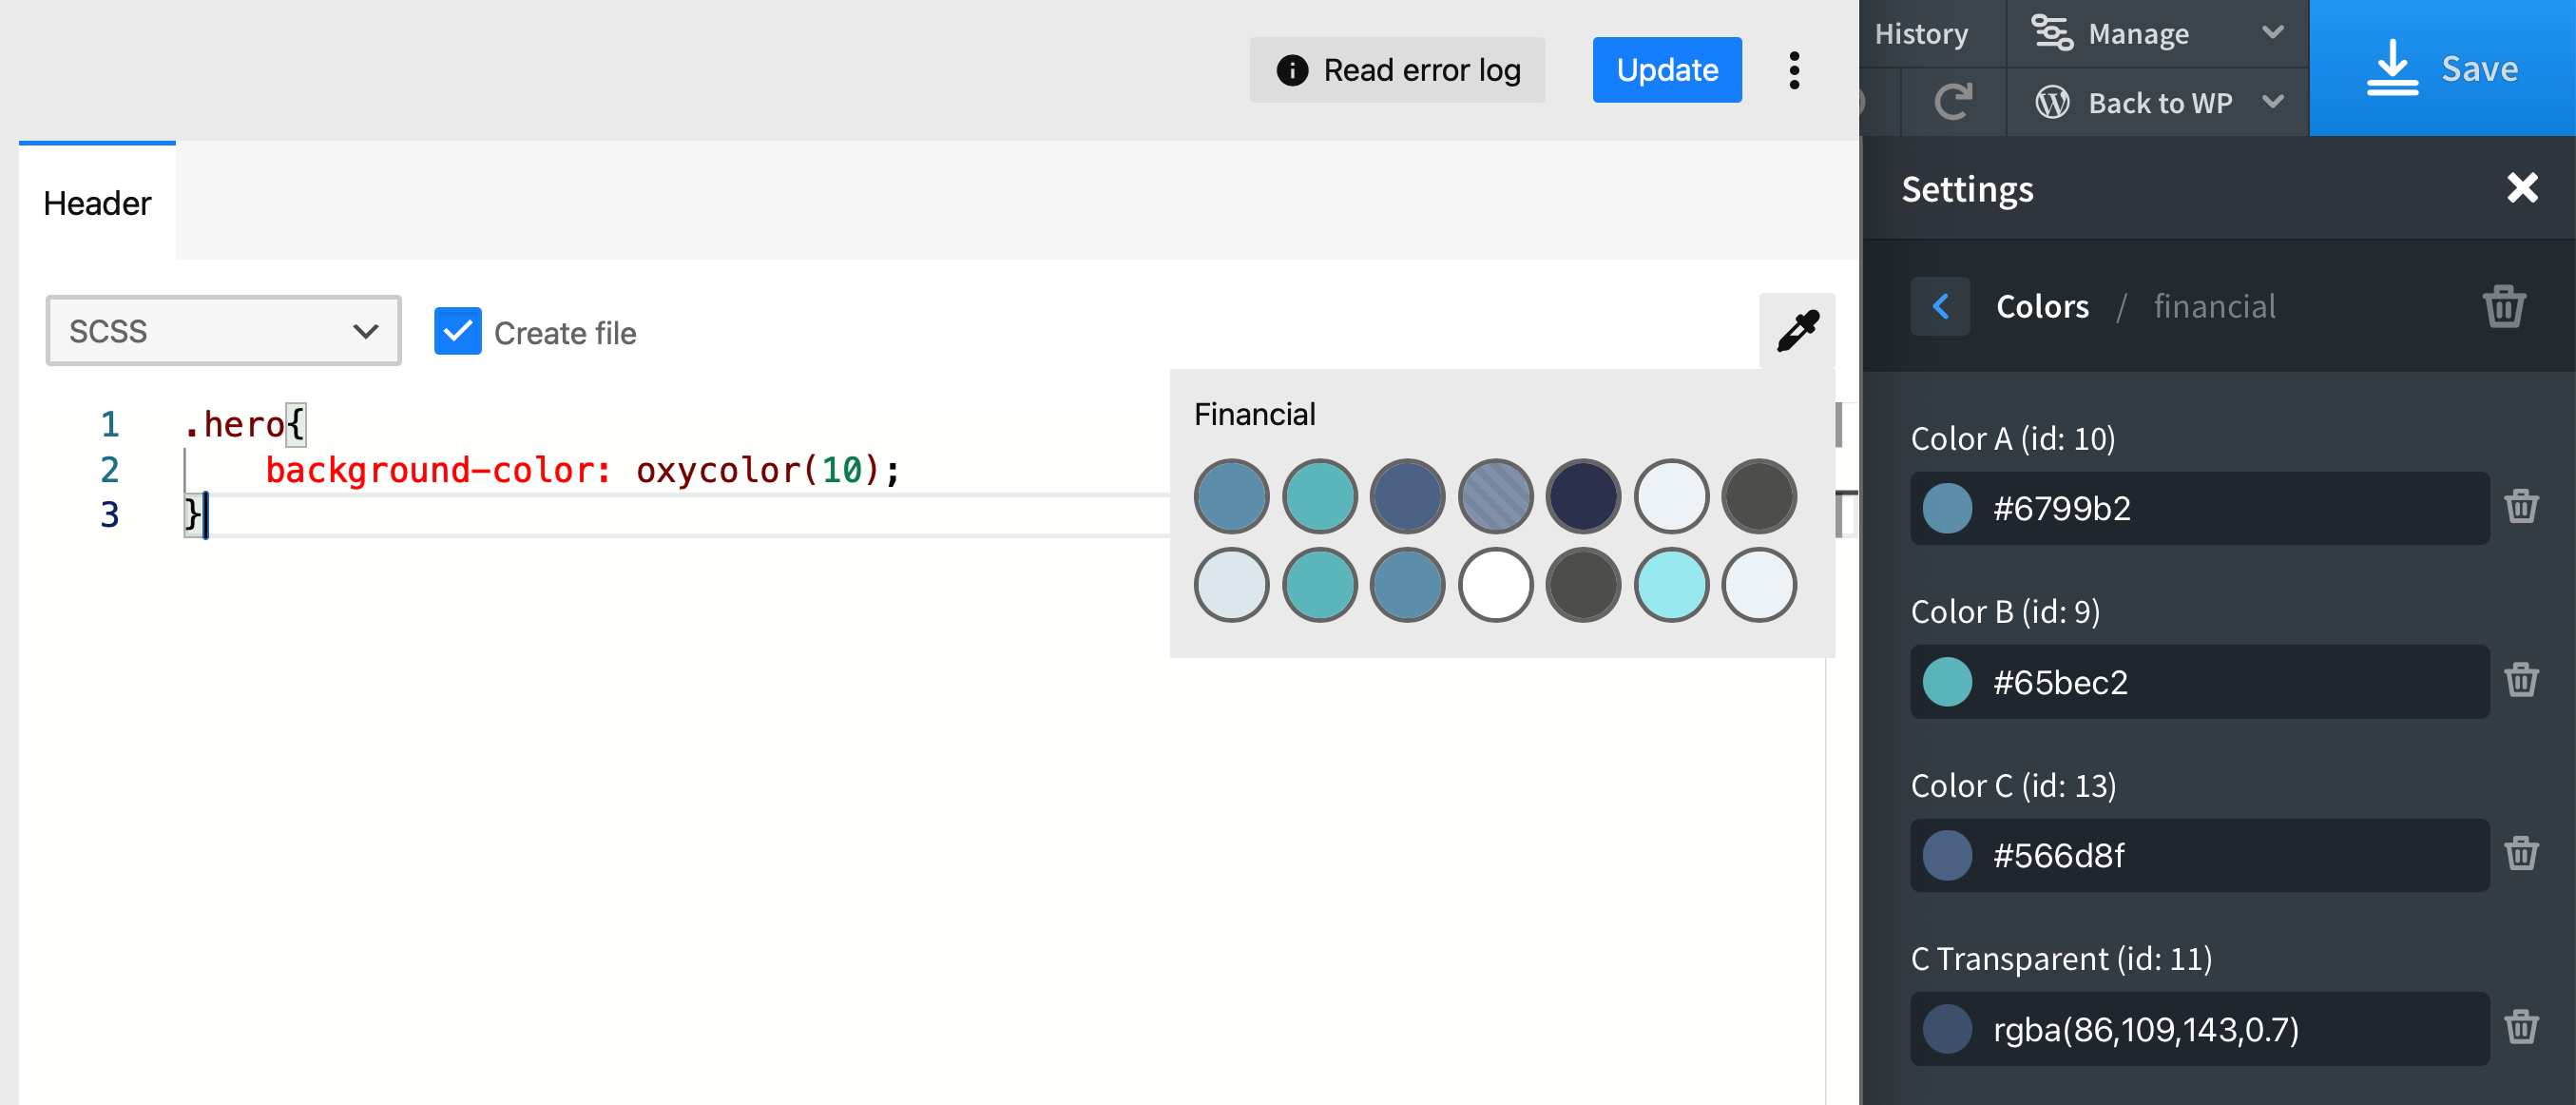 Read error log
Update
History
Manage
Back to WP
Save
Header
SCSS
Create file
1 .hero{
2 background-color: oxycolor(10);
3 }
Financial
Settings
Colors / financial
Color A (id: 10)
#6799b2
Color B (id: 9)
#65bec2
Color C (id: 13)
#566d8f
C Transparent (id: 11)
rgba(86,109,143,0.7)